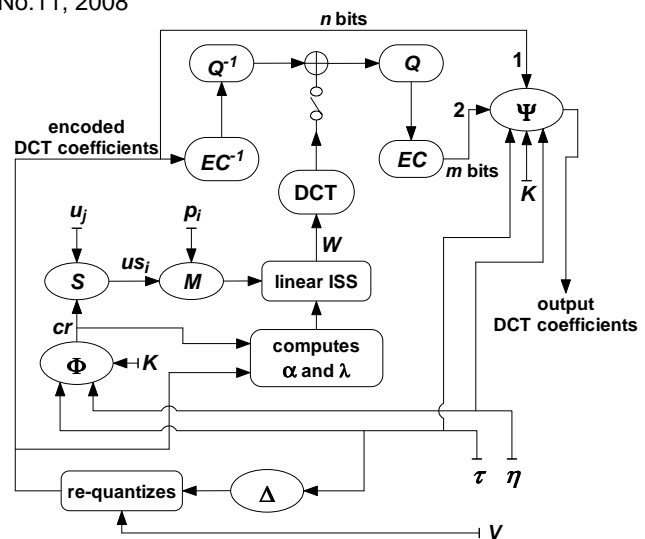 No.11, 2008
n bits
Q-1
Q
1
2
Ψ
encoded
DCT coefficients
EC-1
EC
m bits
DCT
K
uj
pi
W
S
usi
M
linear ISS
output
DCT coefficients
cr
computes
α and λ
Φ
K
τ
η
re-quantizes
Δ
V